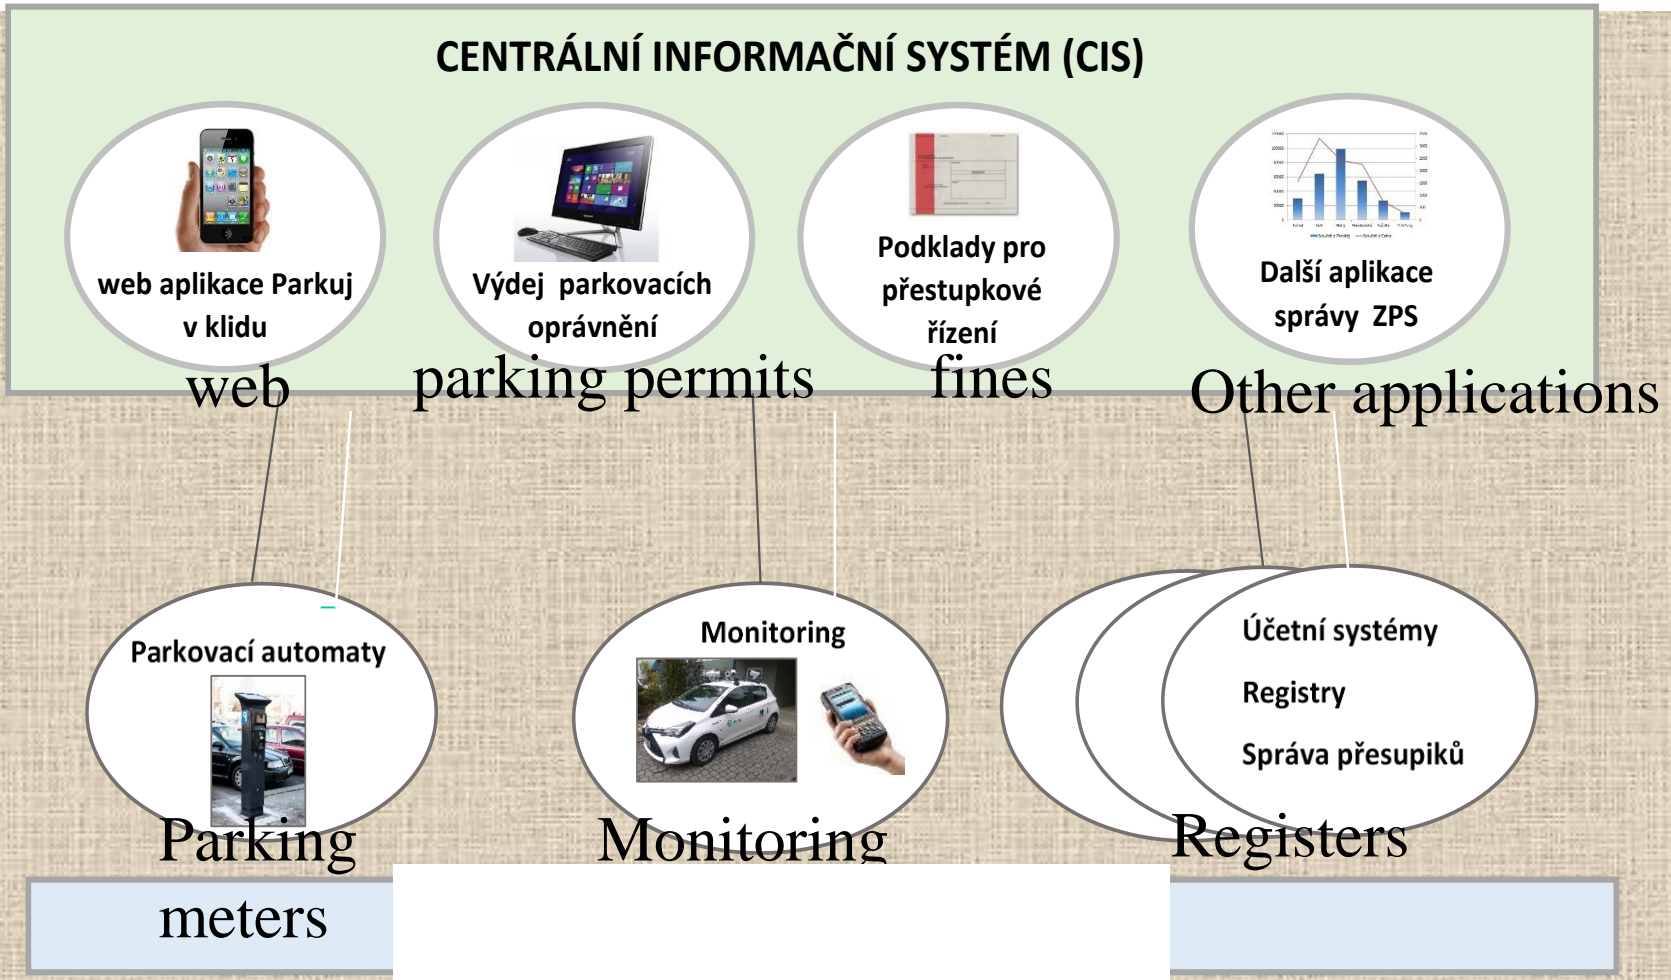 CENTRÁLNÍ INFORMAČNÍ SYSTÉM (CIS)
web aplikace Parkuj
v klidu
web
Výdej parkovacích
oprávnění
parking permits
Podklady pro
přestupkové
řízení
fines
Další aplikace
správy ZPS
Other applications
Parkovací automaty
Parking
meters
Monitoring
Monitoring
Účetní systémy
Registry
Správa přesupiků
Registers